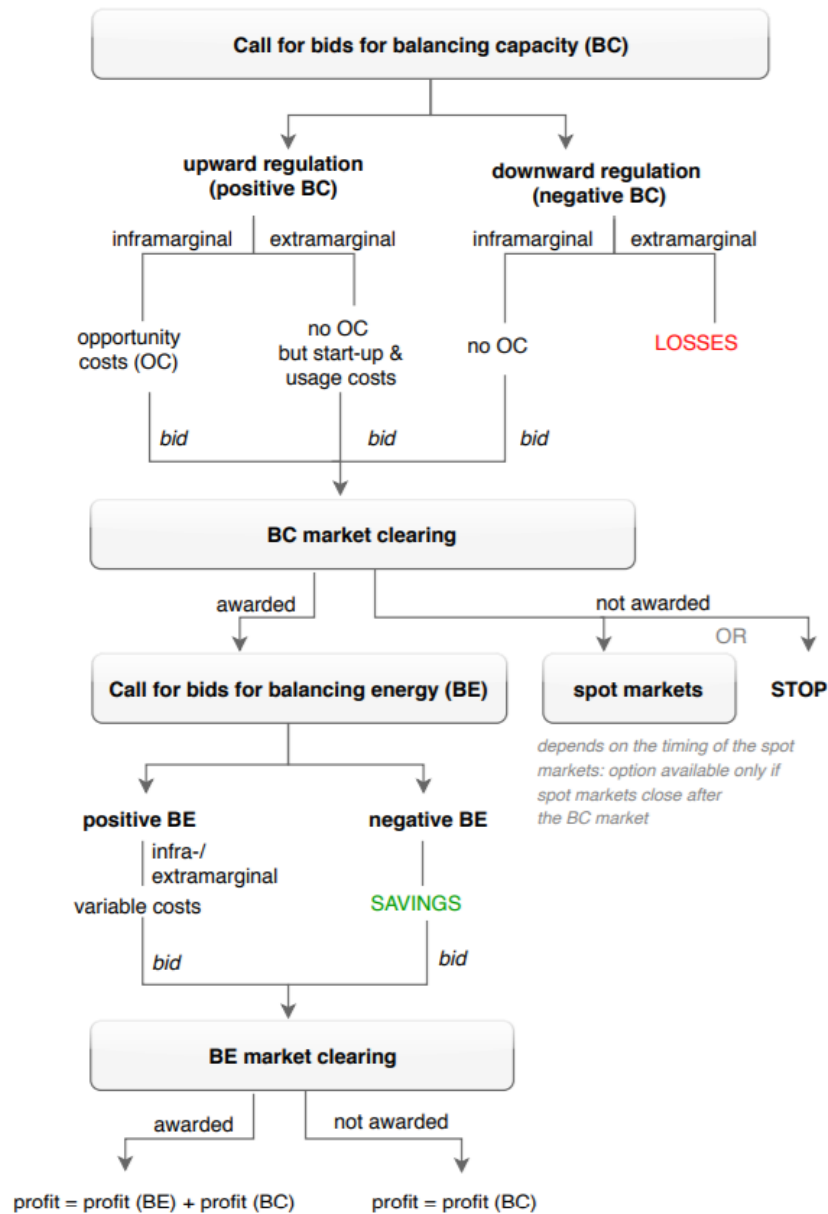 Call for bids for balancing capacity (BC)
upward regulation
(positive BC)
downward regulation
(negative BC)
inframarginal
extramarginal
inframarginal
extramarginal
opportunity
costs (OC)
no OC
but start-up &
usage costs
no OC
LOSSES
bid
bid
bid
BC market clearing
awarded
not awarded
OR
Call for bids for balancing energy (BE)
spot markets
STOP
depends on the timing of the spot
markets: option available only if
spot markets close after
the BC market
positive BE
negative BE
infra-/
extramarginal
variable costs
SAVINGS
bid
bid
BE market clearing
awarded
not awarded
profit = profit (BE) + profit (BC)
profit = profit (BC)